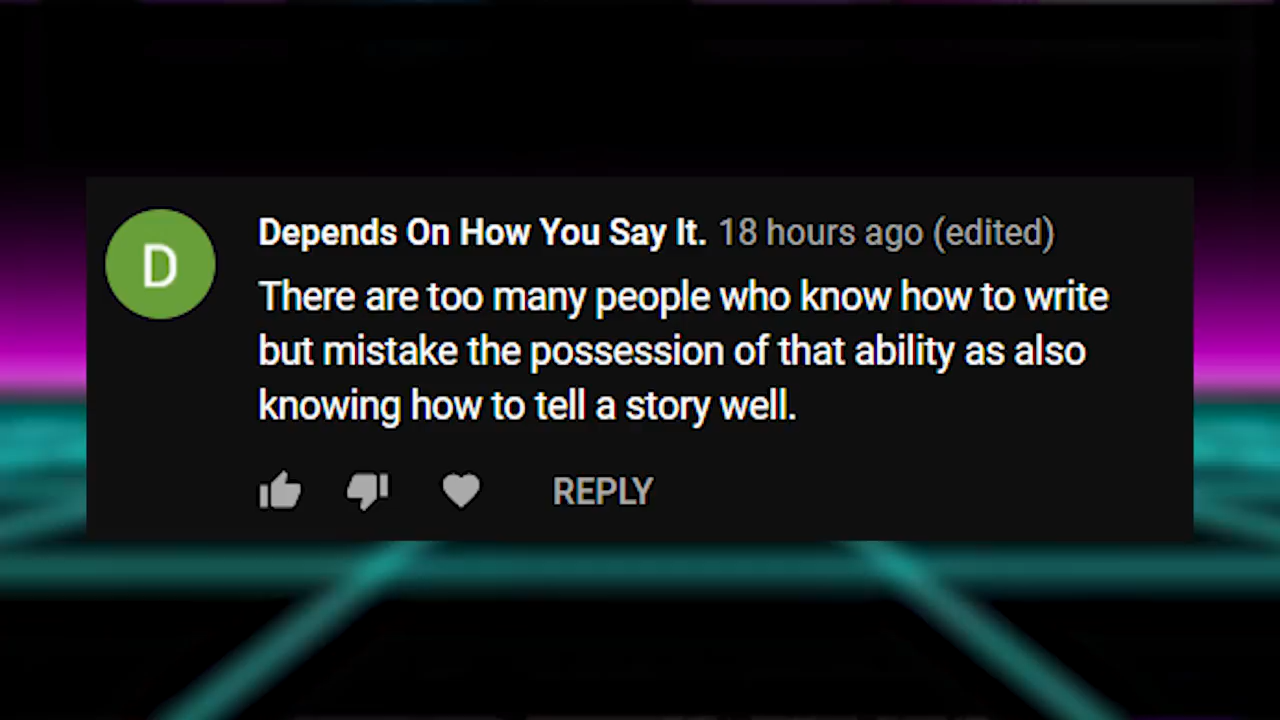 D
Depends On How You Say It. 18 hours ago (edited)
There are too many people who know how to write
but mistake the possession of that ability as also
knowing how to tell a story well.
REPLY